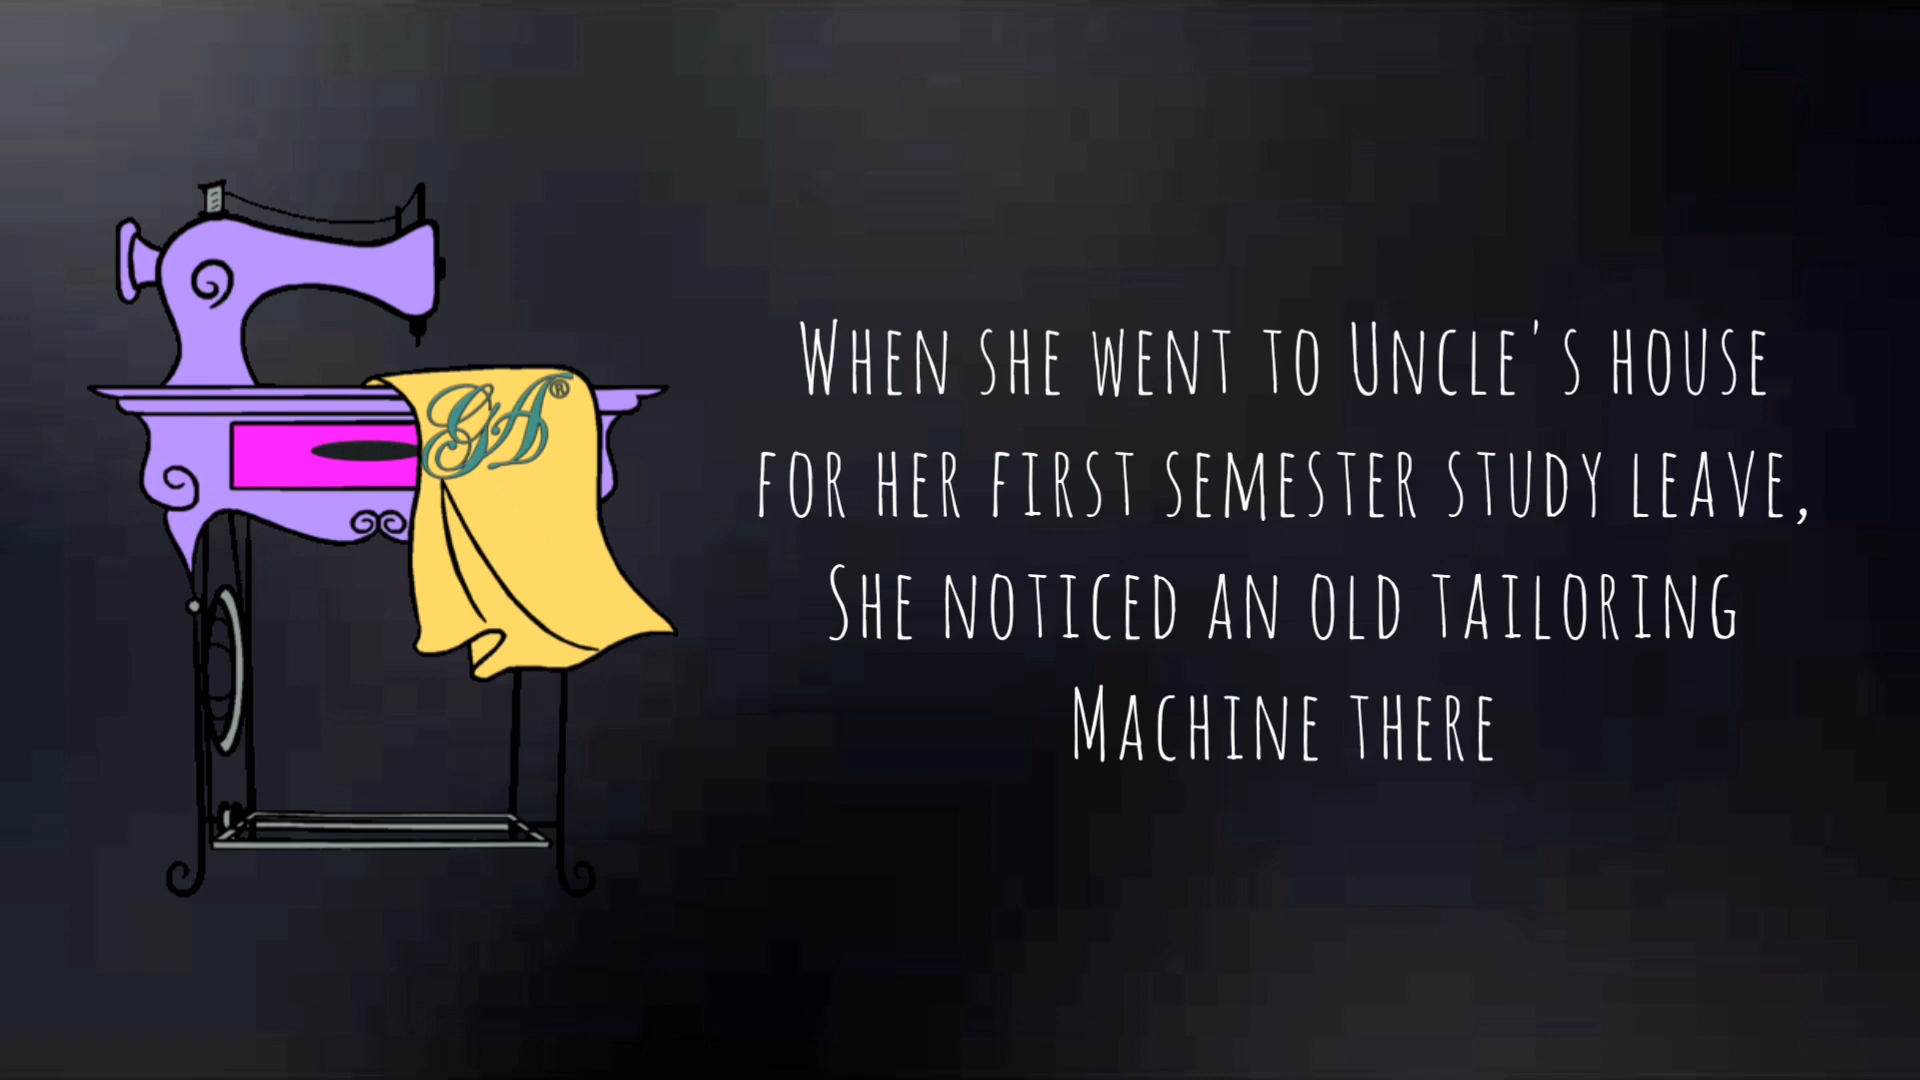 GA®
When she went to Uncle's house
for her first semester study leave,
She noticed an old tailoring
Machine there